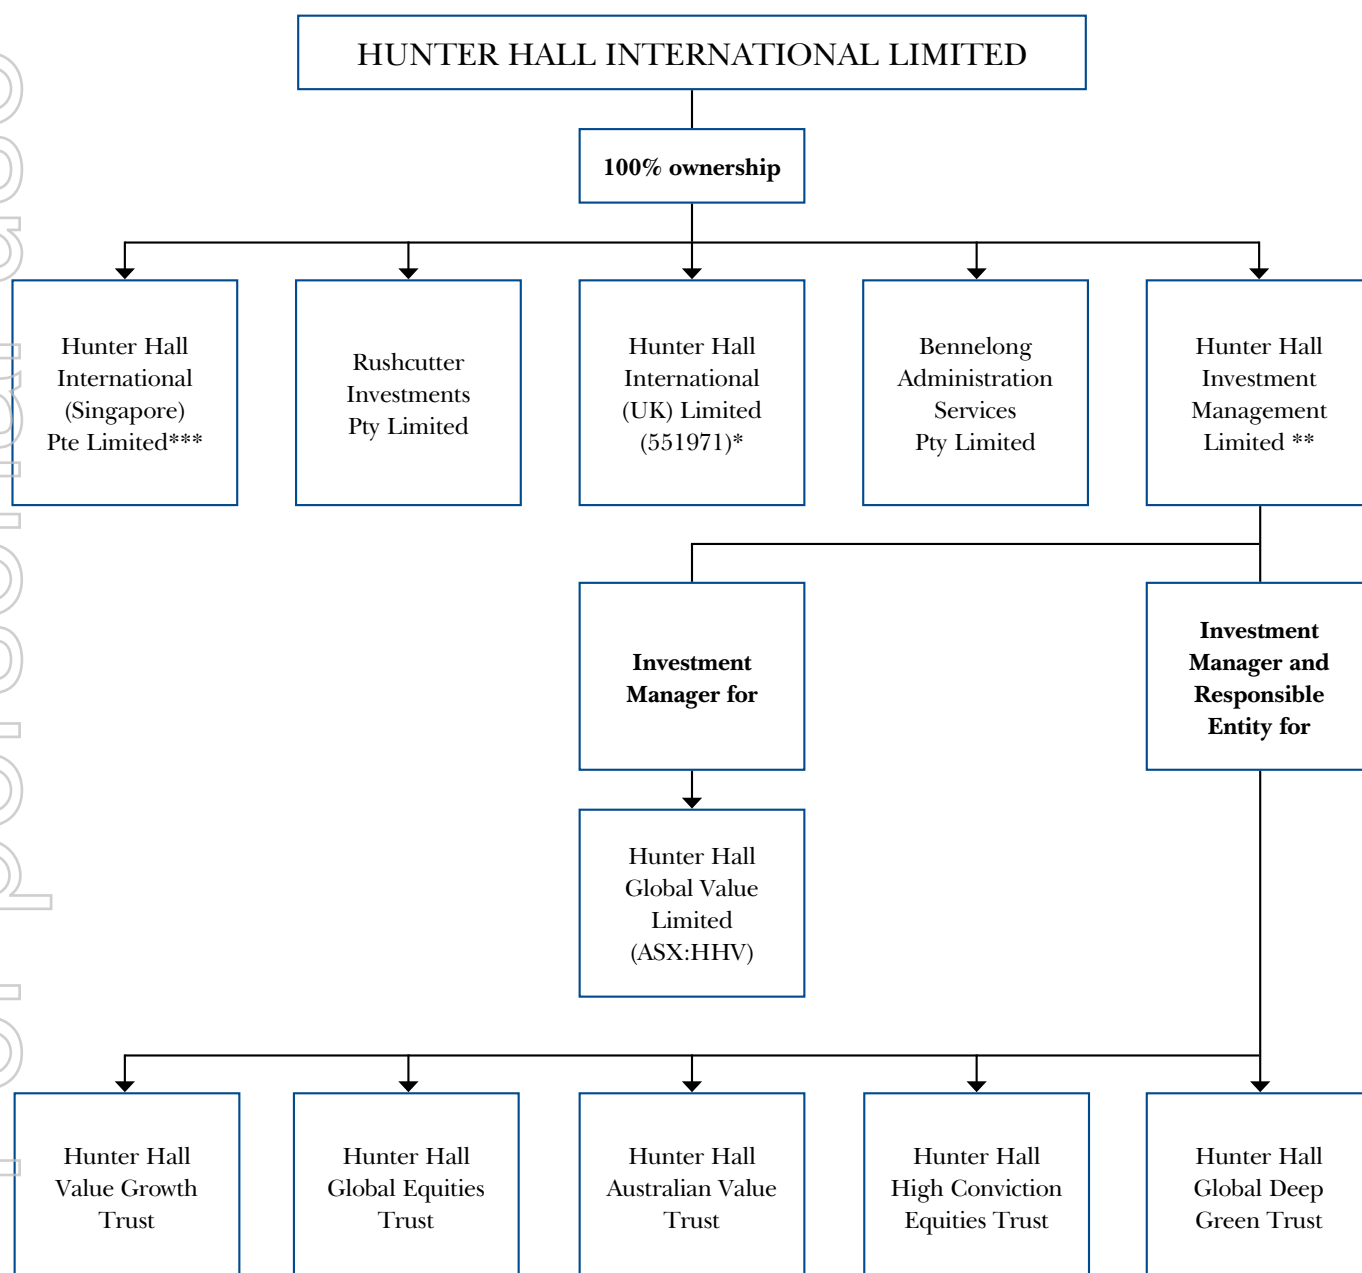 HUNTER HALL INTERNATIONAL LIMITED
100% ownership
Hunter Hall
International
(Singapore)
Pte Limited***
Rushcutter
Investments
Pty Limited
Hunter Hall
International
(UK) Limited
(551971)*
Bennelong
Administration
Services
Pty Limited
Hunter Hall
Investment
Management
Limited **
Investment
Manager for
Investment
Manager and
Responsible
Entity for
Hunter Hall
Global Value
Limited
(ASX:HHV)
Hunter Hall
Value Growth
Trust
Hunter Hall
Global Equities
Trust
Hunter Hall
Australian Value
Trust
Hunter Hall
High Conviction
Equities Trust
Hunter Hall
Global Deep
Green Trust